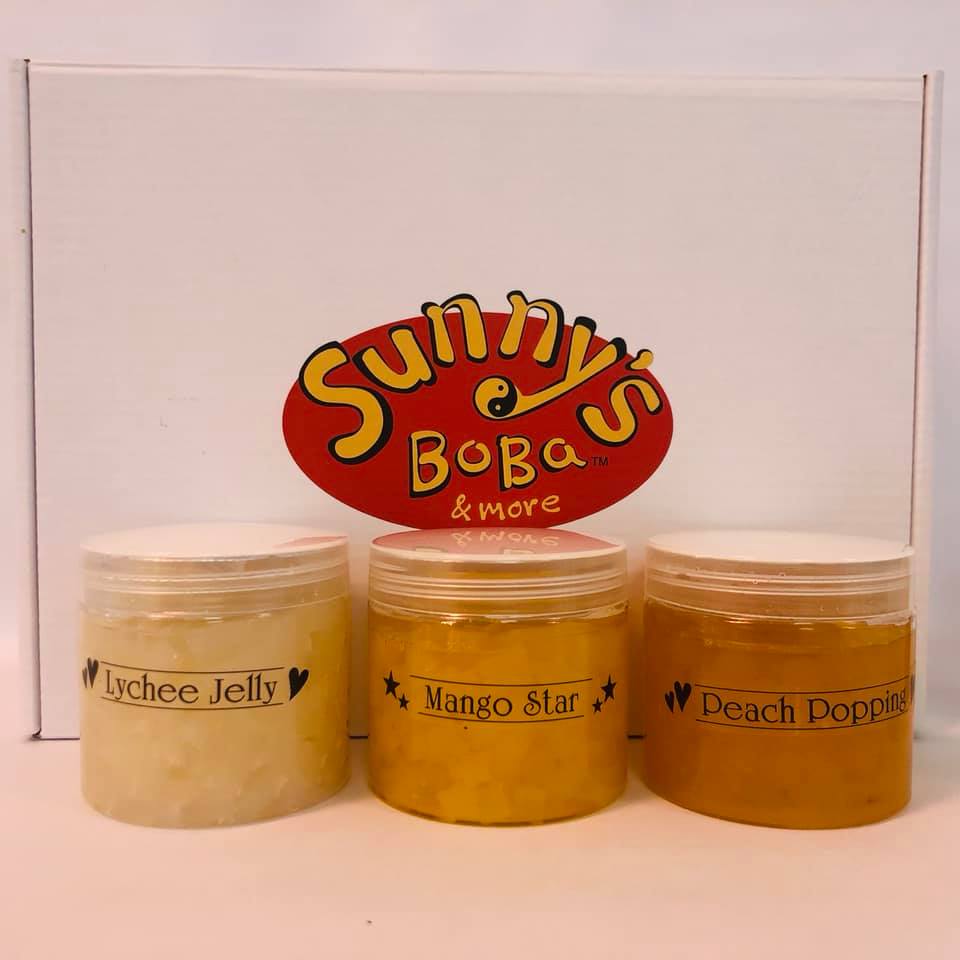 Sunny's
BoBa™
& more
Lychee Jelly
Mango Star
Peach Popping